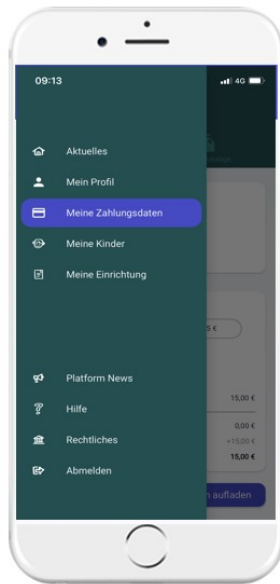 09:13
4G
Aktuelles
Mein Profil
Meine Zahlungsdaten
Meine Kinder
Meine Einrichtung
5 €
Platform News
15,00 €
Hilfe
0,00 €
+15,00 €
Rechtliches
15,00 €
Abmelden
aufladen